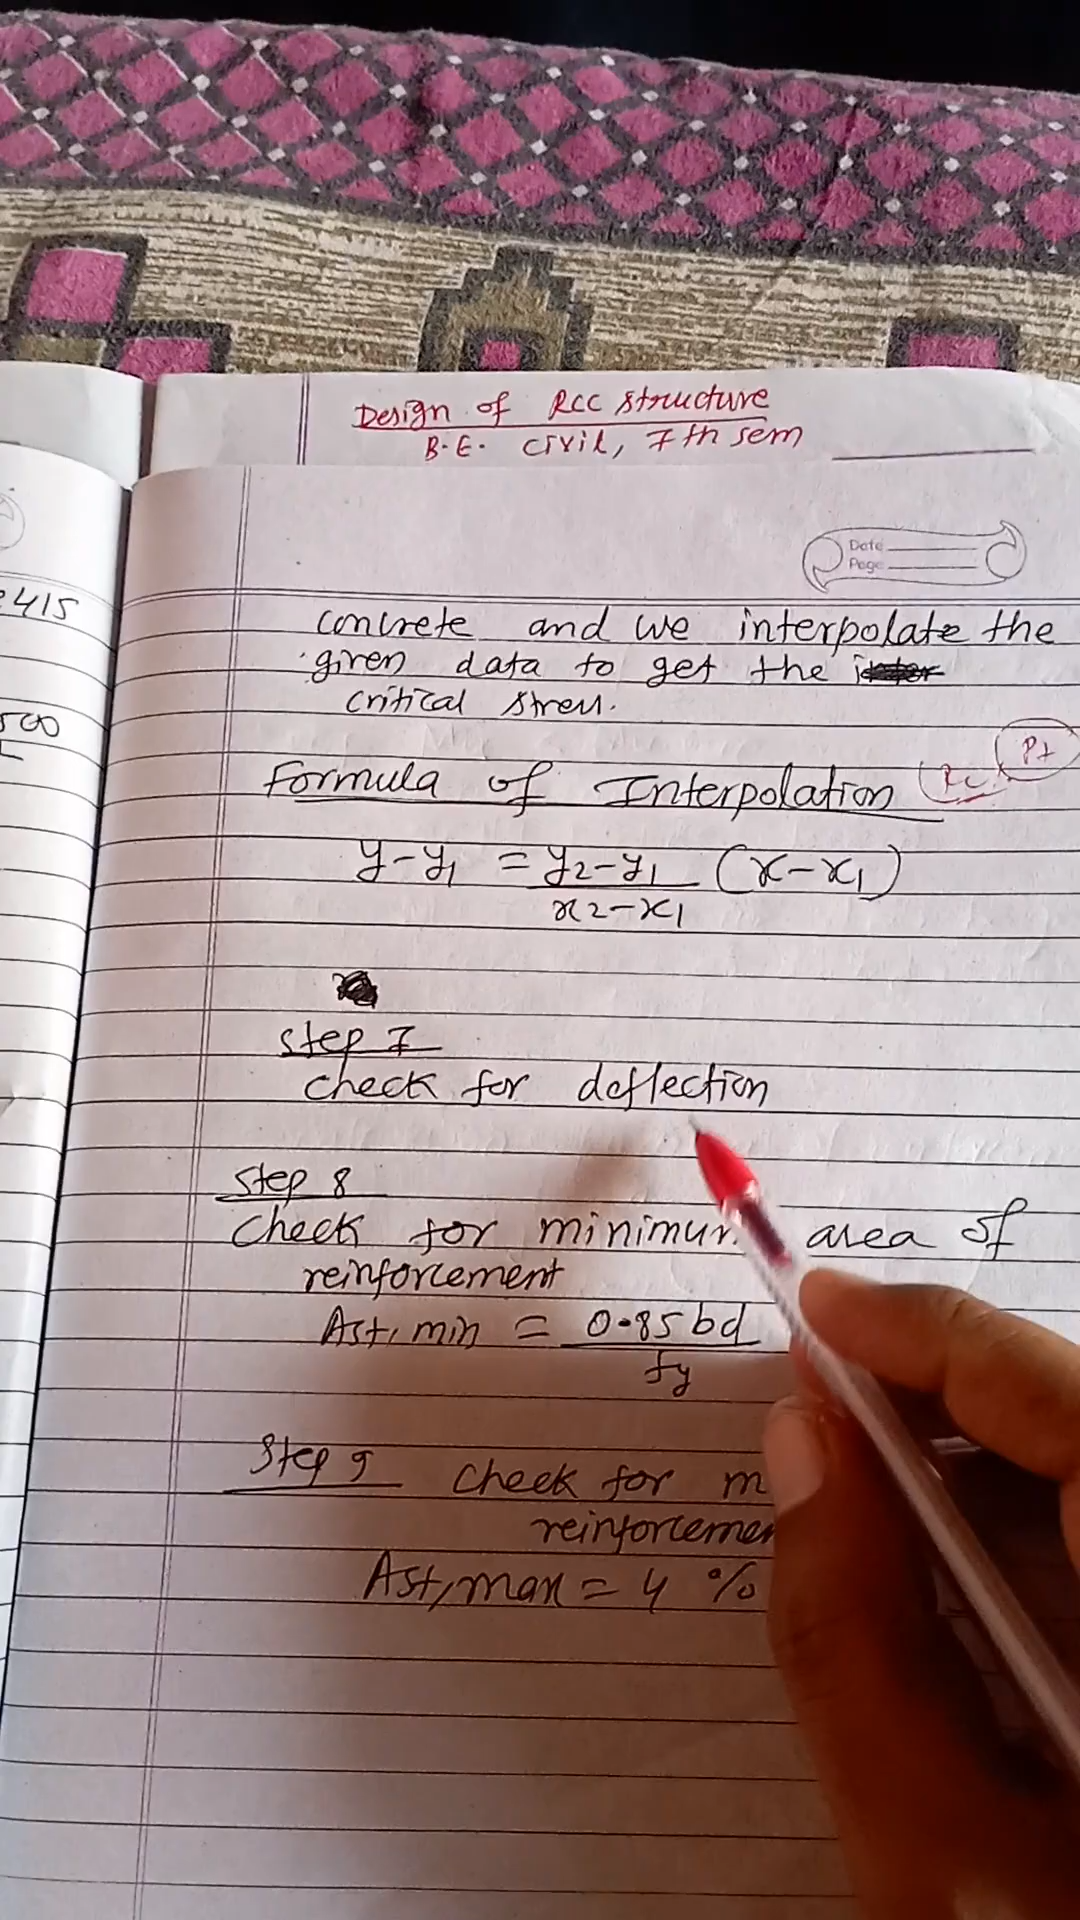 Design of RCC structure
B.E. civil, 7th sem
Date
Page
415
500
concrete and we interpolate the
given data to get the
critical stress.
Formula of Interpolation
Pt
y-y1 = y2-y1 (x-x1)
x2-x1
step 7
check for deflection
step 8
Check for minimum area of
reinforcement
Ast, min = 0.85bd
fy
Step 9 Check for m
reinforcemen
Ast, max = 4 %